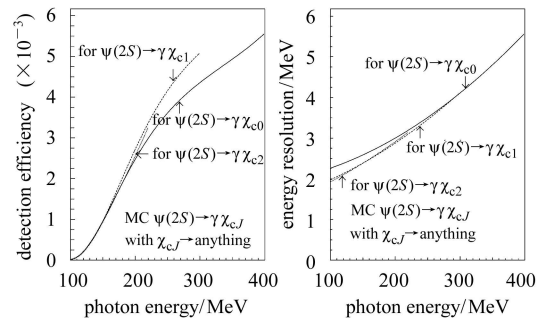 detection efficiency (×10⁻³)
6
5
4
3
2
1
0
for ψ(2S)→γχc1
for ψ(2S)→γχc0
for ψ(2S)→γχc2
MC ψ(2S)→γχcJ
with χcJ→anything
100 200 300 400
photon energy/MeV
energy resolution/MeV
6
5
4
3
2
1
0
for ψ(2S)→γχc0
for ψ(2S)→γχc1
for ψ(2S)→γχc2
MC ψ(2S)→γχcJ
with χcJ→anything
100 200 300 400
photon energy/MeV